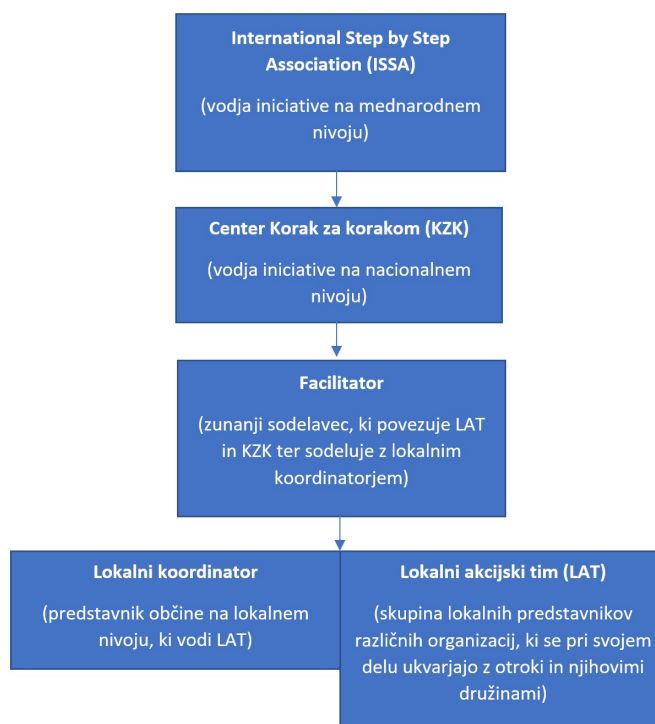 International Step by Step
Association (ISSA)
(vodja iniciative na mednarodnem
nivoju)
Center Korak za korakom (KZK)
(vodja iniciative na nacionalnem
nivoju)
Facilitator
(zunanji sodelavec, ki povezuje LAT
in KZK ter sodeluje z lokalnim
koordinatorjem)
Lokalni koordinator
(predstavnik občine na lokalnem
nivoju, ki vodi LAT)
Lokalni akcijski tim (LAT)
(skupina lokalnih predstavnikov
različnih organizacij, ki se pri svojem
delu ukvarjajo z otroki in njihovimi
družinami)